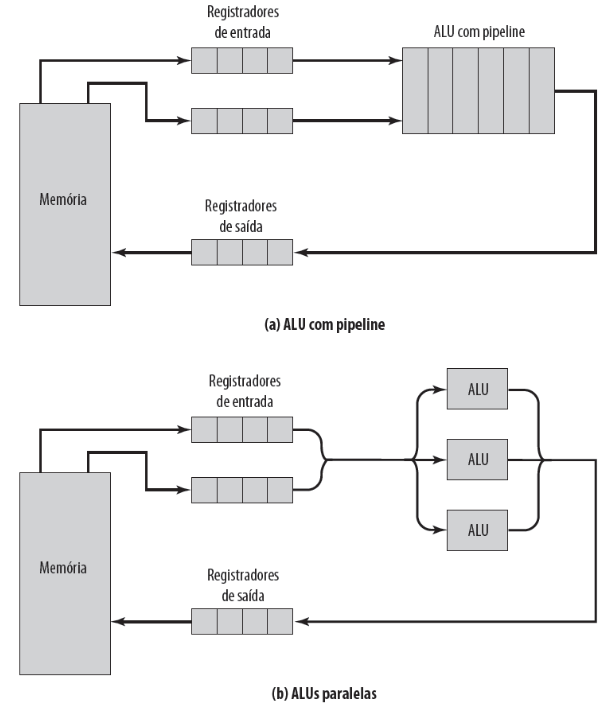 Registradores
de entrada
ALU com pipeline
Memória
Registradores
de saída
(a) ALU com pipeline
Registradores
de entrada
ALU
ALU
ALU
Memória
Registradores
de saída
(b) ALUs paralelas